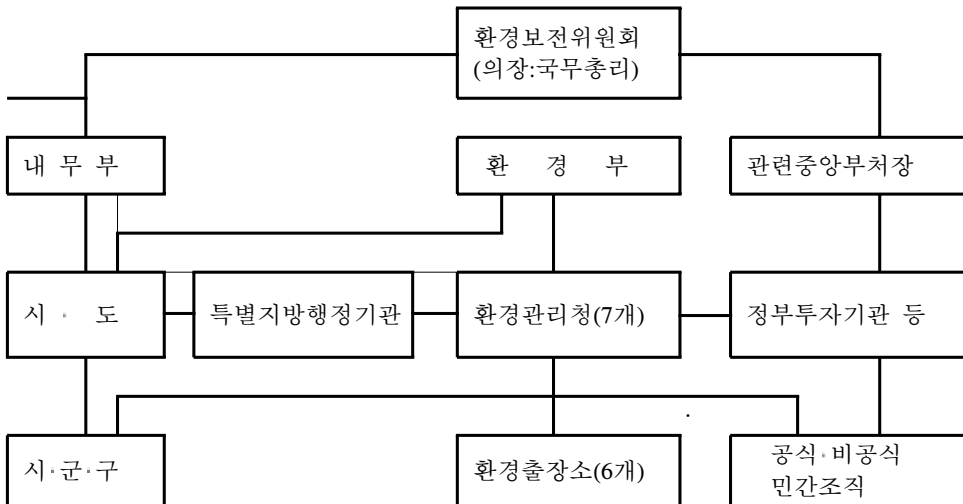 환경보전위원회
(의장:국무총리)
내 무 부
환 경 부
관련중앙부처장
시 · 도
특별지방행정기관
환경관리청(7개)
정부투자기관 등
시·군·구
환경출장소(6개)
공식·비공식
민간조직